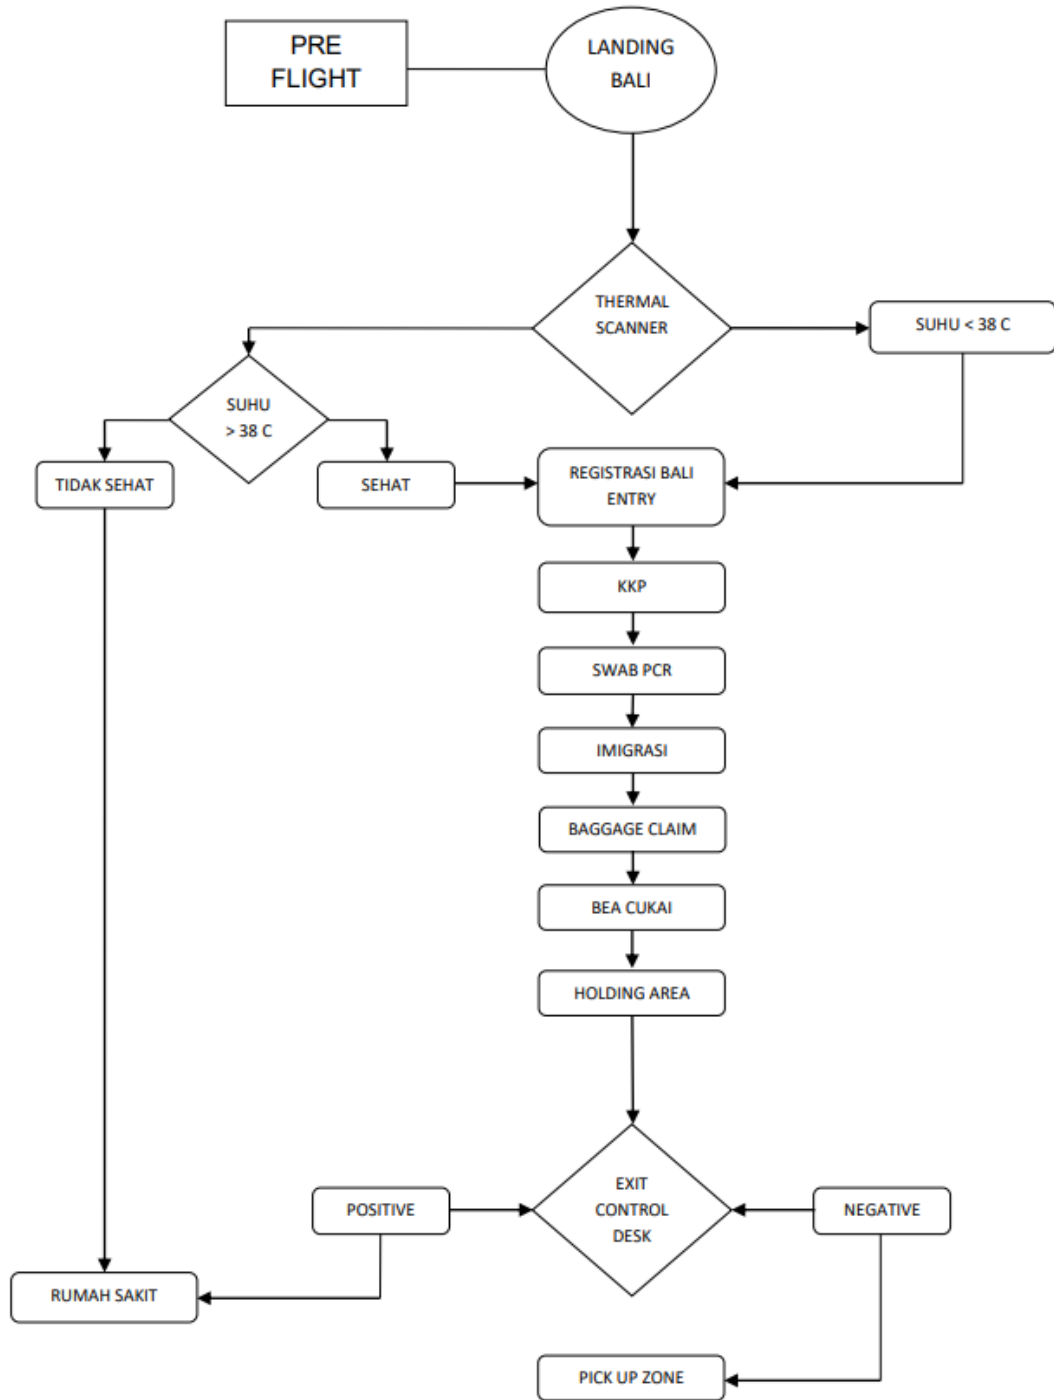 PRE
FLIGHT
LANDING
BALI
THERMAL
SCANNER
SUHU < 38 C
SUHU
> 38 C
TIDAK SEHAT
SEHAT
REGISTRASI BALI
ENTRY
KKP
SWAB PCR
IMIGRASI
BAGGAGE CLAIM
BEA CUKAI
HOLDING AREA
EXIT
CONTROL
DESK
POSITIVE
NEGATIVE
RUMAH SAKIT
PICK UP ZONE